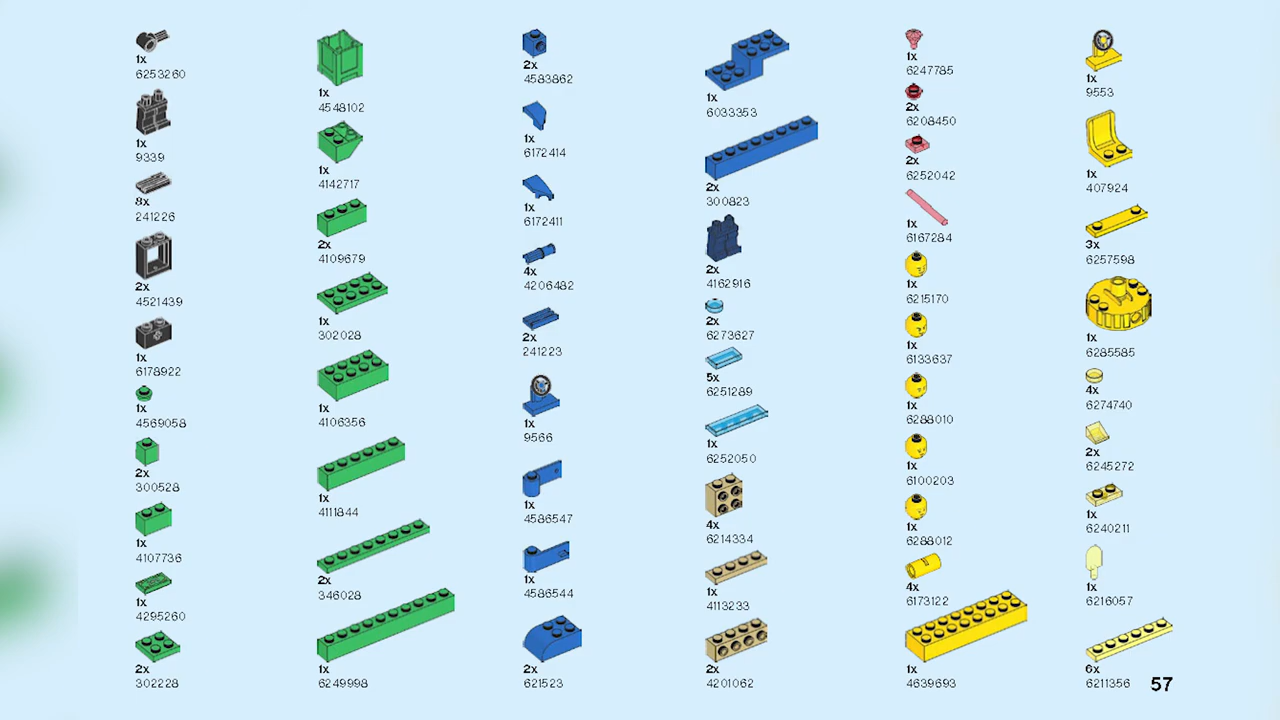 1x
6253260
1x
9339
8x
241226
2x
4521439
1x
6178922
1x
4569058
2x
300528
1x
4107736
1x
4295260
2x
302228
1x
4548102
1x
4142717
2x
4109679
1x
302028
1x
4106356
1x
4111844
2x
346028
1x
6249998
2x
4583862
1x
6172414
1x
6172411
4x
4206482
2x
241223
1x
9566
1x
4586547
1x
4586544
2x
621523
1x
6033353
2x
300823
2x
4162916
2x
6273627
5x
6251289
1x
6252050
4x
6214334
1x
4113233
2x
4201062
1x
6247785
2x
6208450
2x
6252042
1x
6167284
1x
6215170
1x
6133637
1x
6288010
1x
6100203
1x
6288012
4x
6173122
1x
4639693
1x
9553
1x
407924
3x
6257598
1x
6285585
4x
6274740
2x
6245272
1x
6240211
1x
6216057
6x
6211356
57